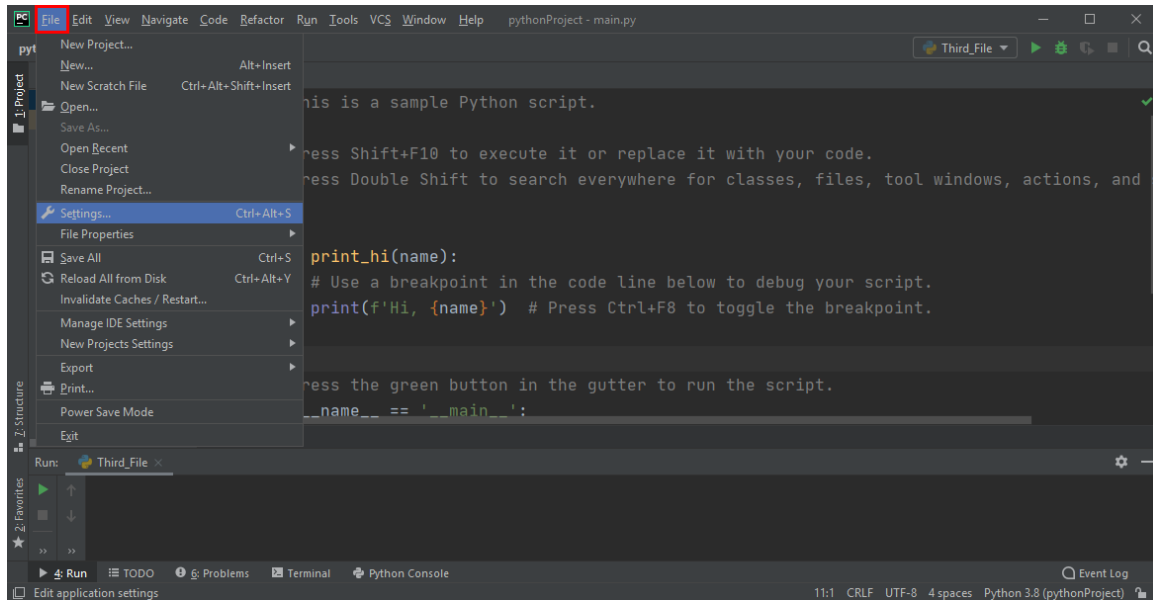 PC File Edit View Navigate Code Refactor Run Tools VCS Window Help pythonProject - main.py
pyt
Third_File
New Project...
New... Alt+Insert
New Scratch File Ctrl+Alt+Shift+Insert
Open...
Save As...
Open Recent
Close Project
Rename Project...
Settings... Ctrl+Alt+S
File Properties
Save All Ctrl+S
Reload All from Disk Ctrl+Alt+Y
Invalidate Caches / Restart...
Manage IDE Settings
New Projects Settings
Export
Print...
Power Save Mode
Exit
1: Project
7: Structure
2: Favorites
his is a sample Python script.
ress Shift+F10 to execute it or replace it with your code.
ress Double Shift to search everywhere for classes, files, tool windows, actions, and
print_hi(name):
# Use a breakpoint in the code line below to debug your script.
print(f'Hi, {name}') # Press Ctrl+F8 to toggle the breakpoint.
ress the green button in the gutter to run the script.
__name__ == '__main__':
Run: Third_File
4: Run TODO 6: Problems Terminal Python Console Event Log
Edit application settings 11:1 CRLF UTF-8 4 spaces Python 3.8 (pythonProject)